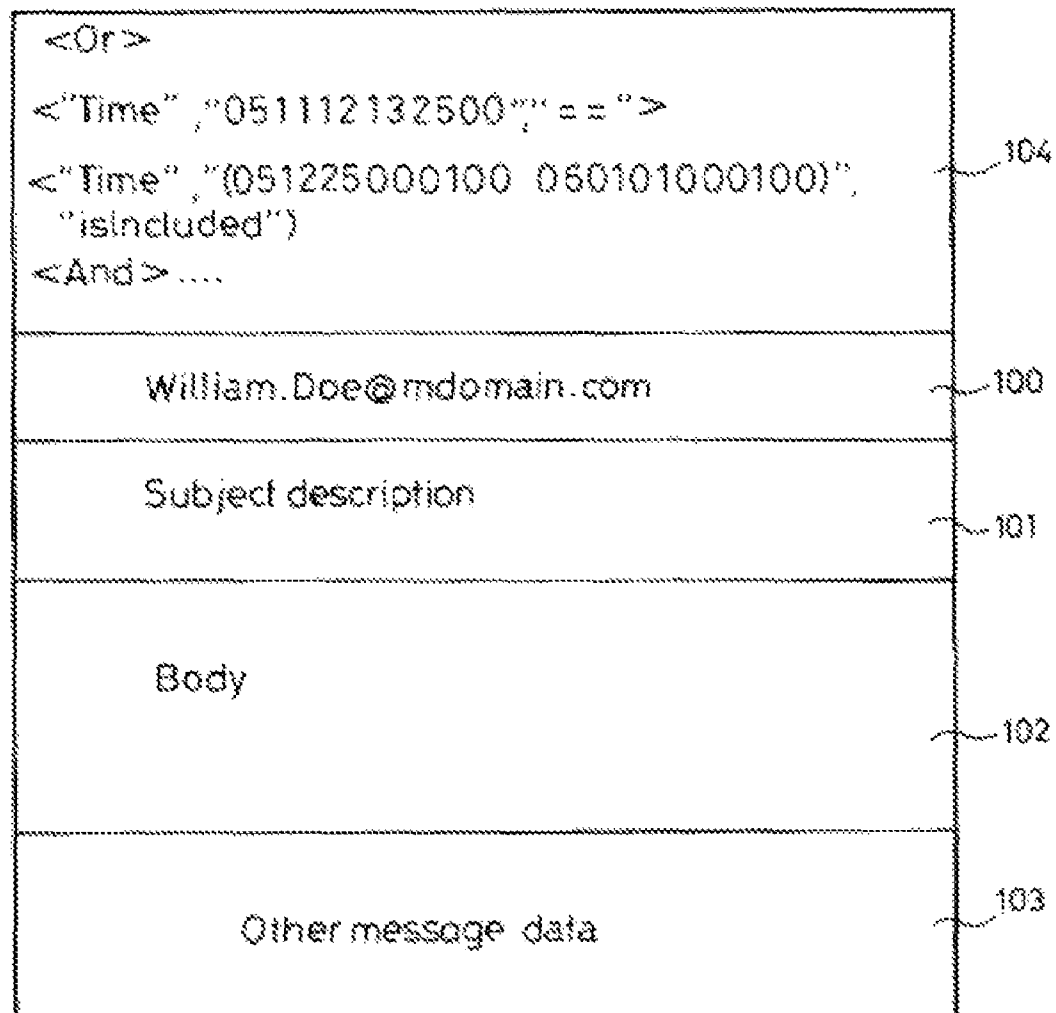 <Or>
<"Time","051112132500","==">
<"Time","(051225000100 060101000100)",
"isIncluded")
<And>....
104
William.Doe@mdomain.com
100
Subject description
101
Body
102
Other message data
103